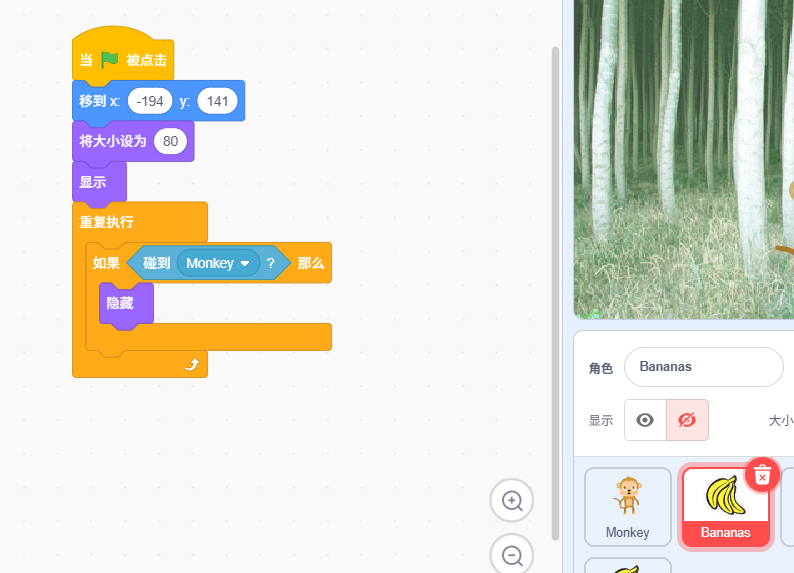 当 被点击
移到 x: -194 y: 141
将大小设为 80
显示
重复执行
如果 碰到 Monkey ? 那么
隐藏
角色 Bananas
显示 大小
Monkey
Bananas